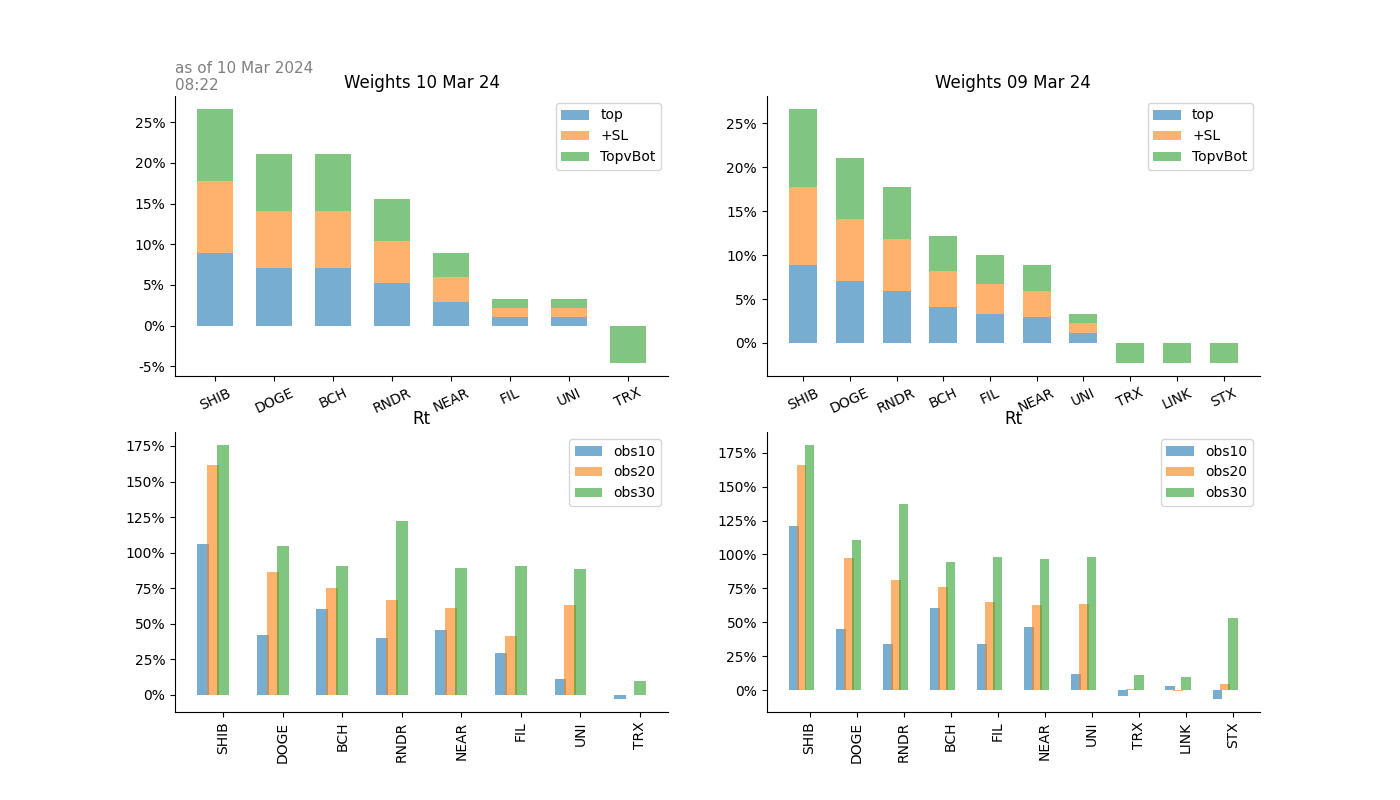 as of 10 Mar 2024
08:22
Weights 10 Mar 24
25%
20%
15%
10%
5%
0%
-5%
top
+SL
TopvBot
SHIB DOGE BCH RNDR NEAR FIL UNI TRX
Weights 09 Mar 24
25%
20%
15%
10%
5%
0%
top
+SL
TopvBot
SHIB DOGE RNDR BCH FIL NEAR UNI TRX LINK STX
Rt
175%
150%
125%
100%
75%
50%
25%
0%
obs10
obs20
obs30
SHIB DOGE BCH RNDR NEAR FIL UNI TRX
Rt
175%
150%
125%
100%
75%
50%
25%
0%
obs10
obs20
obs30
SHIB DOGE RNDR BCH FIL NEAR UNI TRX LINK STX